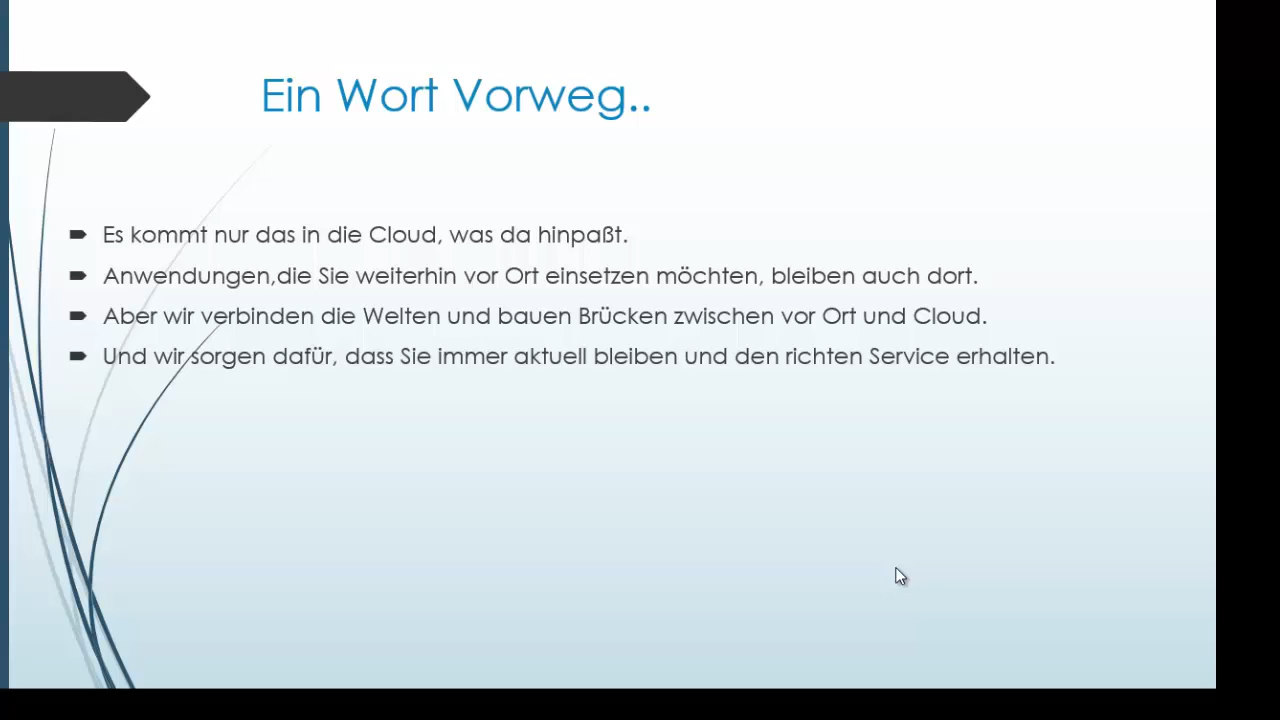 Ein Wort Vorweg..
Es kommt nur das in die Cloud, was da hinpaßt.
Anwendungen,die Sie weiterhin vor Ort einsetzen möchten, bleiben auch dort.
Aber wir verbinden die Welten und bauen Brücken zwischen vor Ort und Cloud.
Und wir sorgen dafür, dass Sie immer aktuell bleiben und den richten Service erhalten.